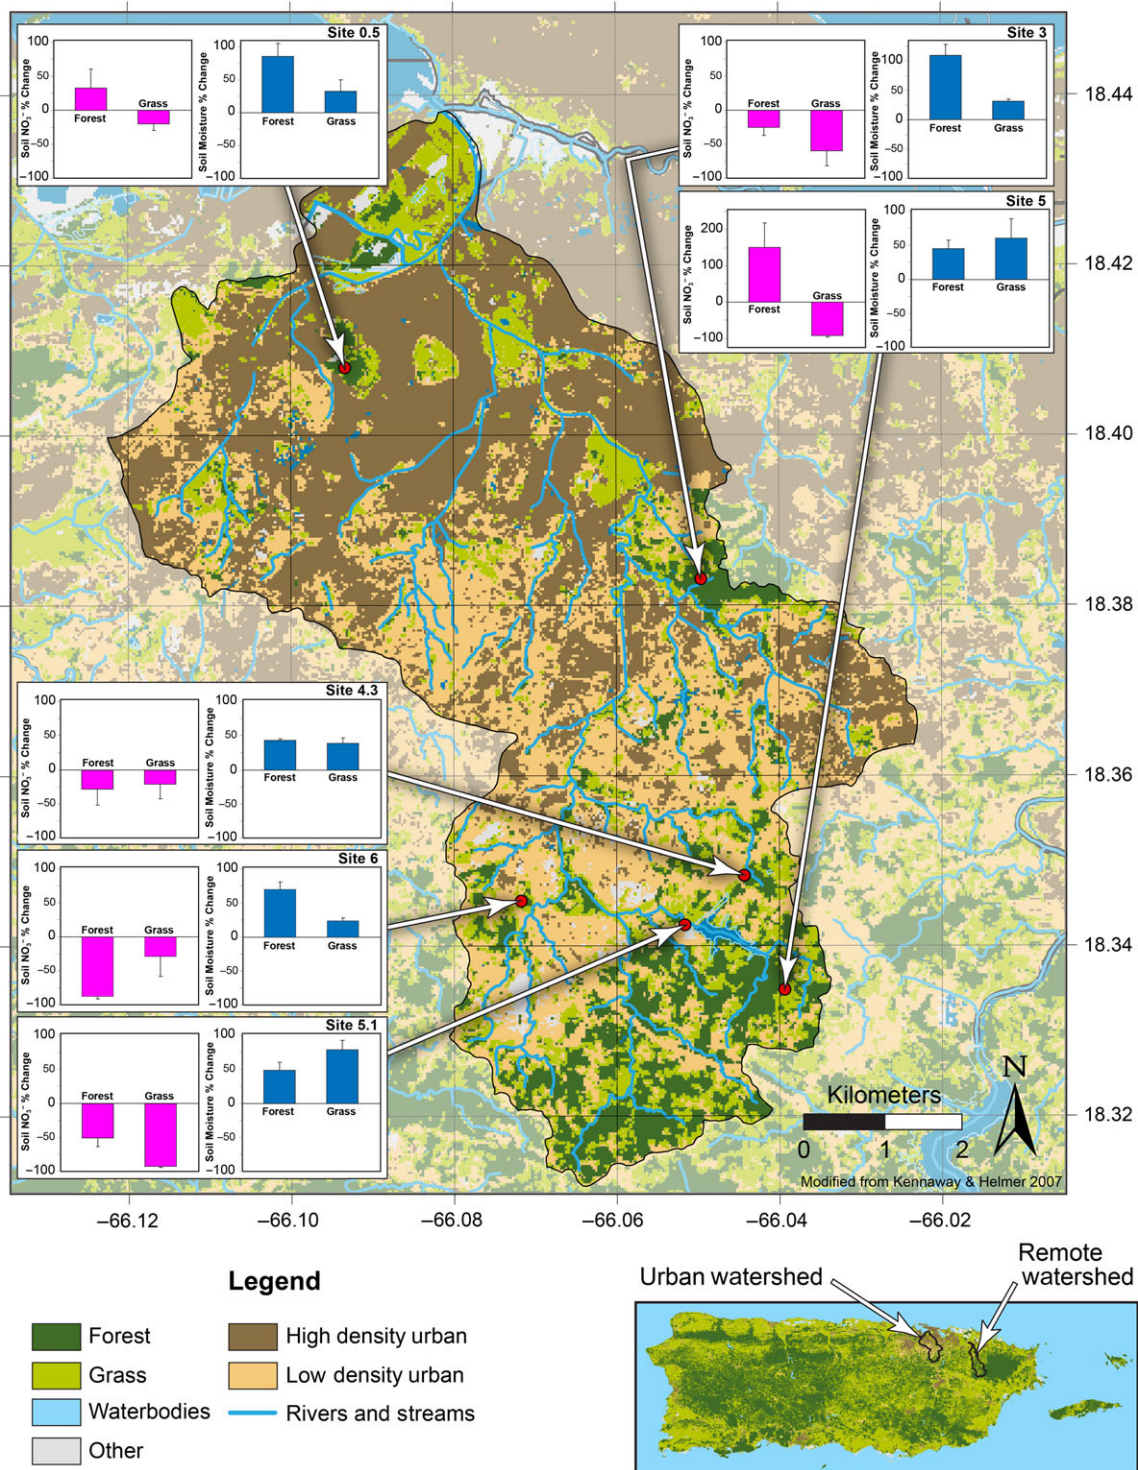 Site 0.5
Soil NO3− % Change
100
50
0
−50
−100
Forest
Grass
Soil Moisture % Change
100
50
0
−50
−100
Forest
Grass
Site 3
Soil NO3− % Change
100
50
0
−50
−100
Forest
Grass
Soil Moisture % Change
100
50
0
50
−100
Forest
Grass
Site 5
Soil NO3− % Change
200
100
0
−100
Forest
Grass
Soil Moisture % Change
100
50
0
−50
−100
Forest
Grass
Site 4.3
Soil NO3− % Change
100
50
0
−50
−100
Forest
Grass
Soil Moisture % Change
100
50
0
−50
−100
Forest
Grass
Site 6
Soil NO3− % Change
100
50
0
−50
−100
Forest
Grass
Soil Moisture % Change
100
50
0
−50
−100
Forest
Grass
Site 5.1
Soil NO3− % Change
100
50
0
−50
−100
Forest
Grass
Soil Moisture % Change
100
50
0
−50
−100
Forest
Grass
18.44
18.42
18.40
18.38
18.36
18.34
18.32
N
Kilometers
0 1 2
Modified from Kennaway & Helmer 2007
−66.12 −66.10 −66.08 −66.06 −66.04 −66.02
Legend
Forest
Grass
Waterbodies
Other
High density urban
Low density urban
Rivers and streams
Urban watershed
Remote
watershed